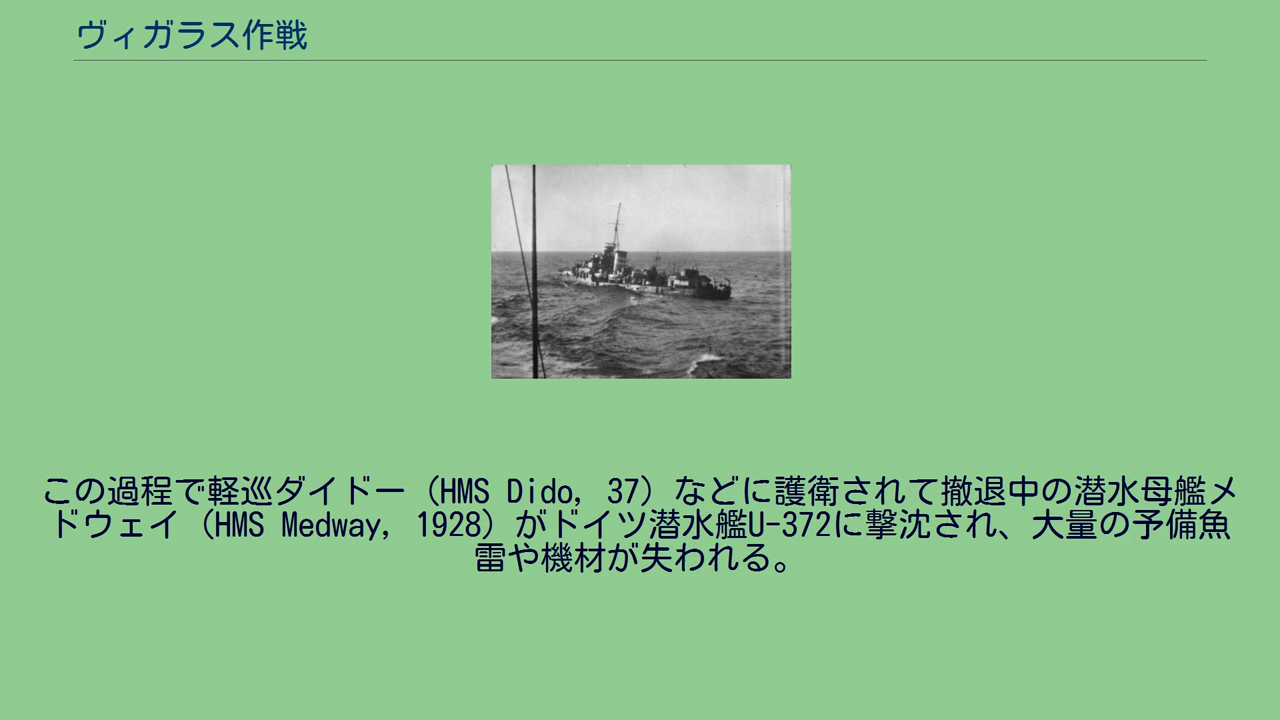 ヴィガラス作戦
この過程で軽巡ダイドー（HMS Dido, 37）などに護衛されて撤退中の潜水母艦メ
ドウェイ（HMS Medway, 1928）がドイツ潜水艦U-372に撃沈され、大量の予備魚
雷や機材が失われる。